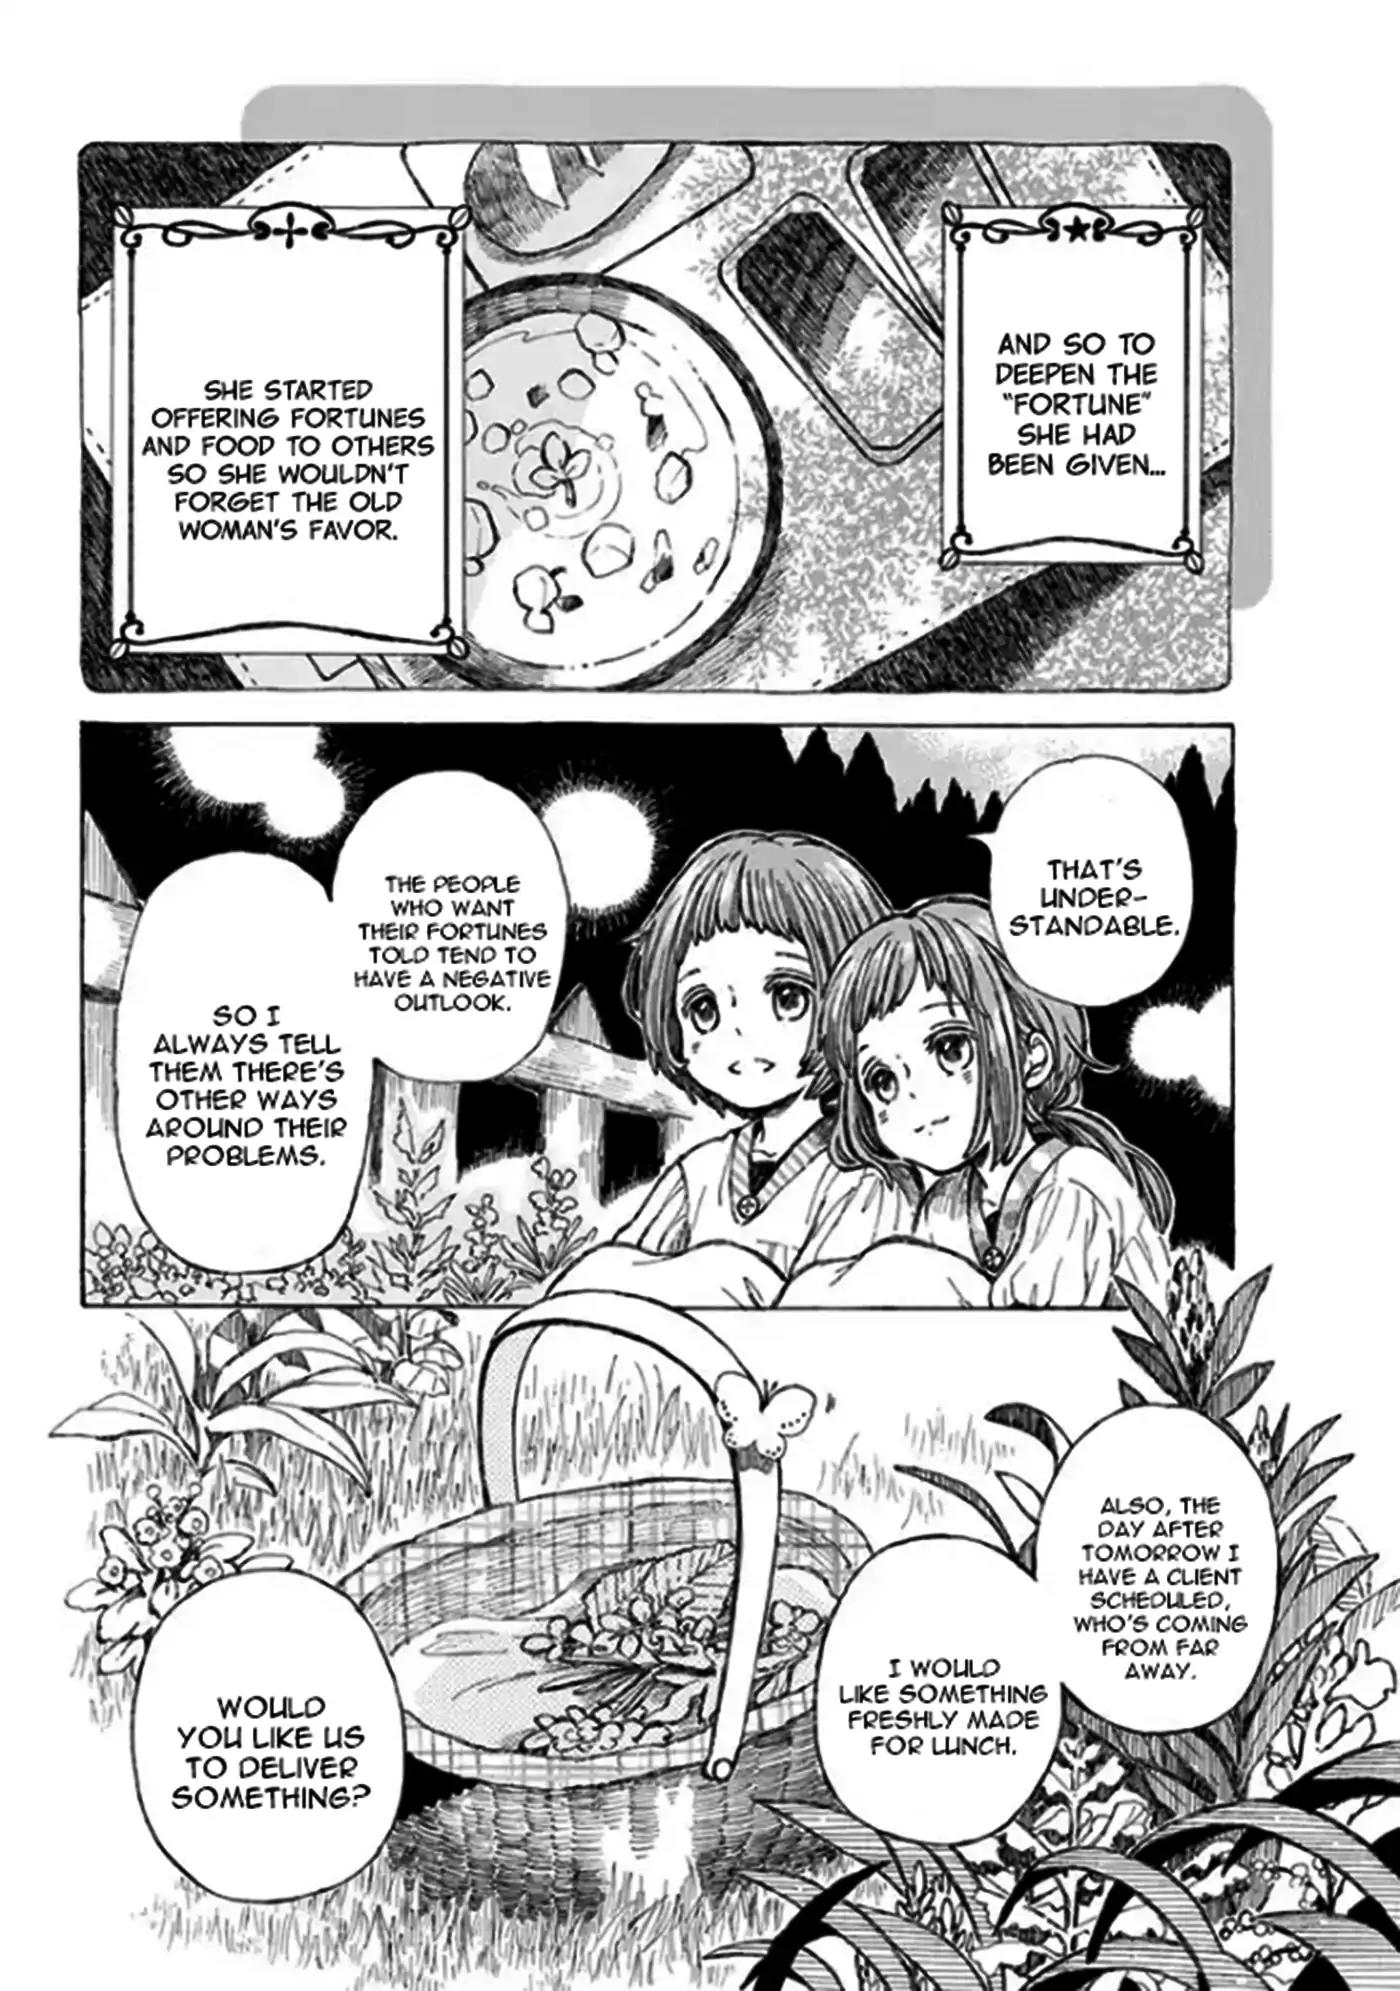 AND SO TO
DEEPEN THE
"FORTUNE"
SHE HAD
BEEN GIVEN...
SHE STARTED
OFFERING FORTUNES
AND FOOD TO OTHERS
SO SHE WOULDN'T
FORGET THE OLD
WOMAN'S FAVOR.
THAT'S
UNDER-
STANDABLE.
THE PEOPLE
WHO WANT
THEIR FORTUNES
TOLD TEND TO
HAVE A NEGATIVE
OUTLOOK.
SO I
ALWAYS TELL
THEM THERE'S
OTHER WAYS
AROUND THEIR
PROBLEMS.
ALSO, THE
DAY AFTER
TOMORROW I
HAVE A CLIENT
SCHEDULED,
WHO'S COMING
FROM FAR
AWAY.
I WOULD
LIKE SOMETHING
FRESHLY MADE
FOR LUNCH.
WOULD
YOU LIKE US
TO DELIVER
SOMETHING?